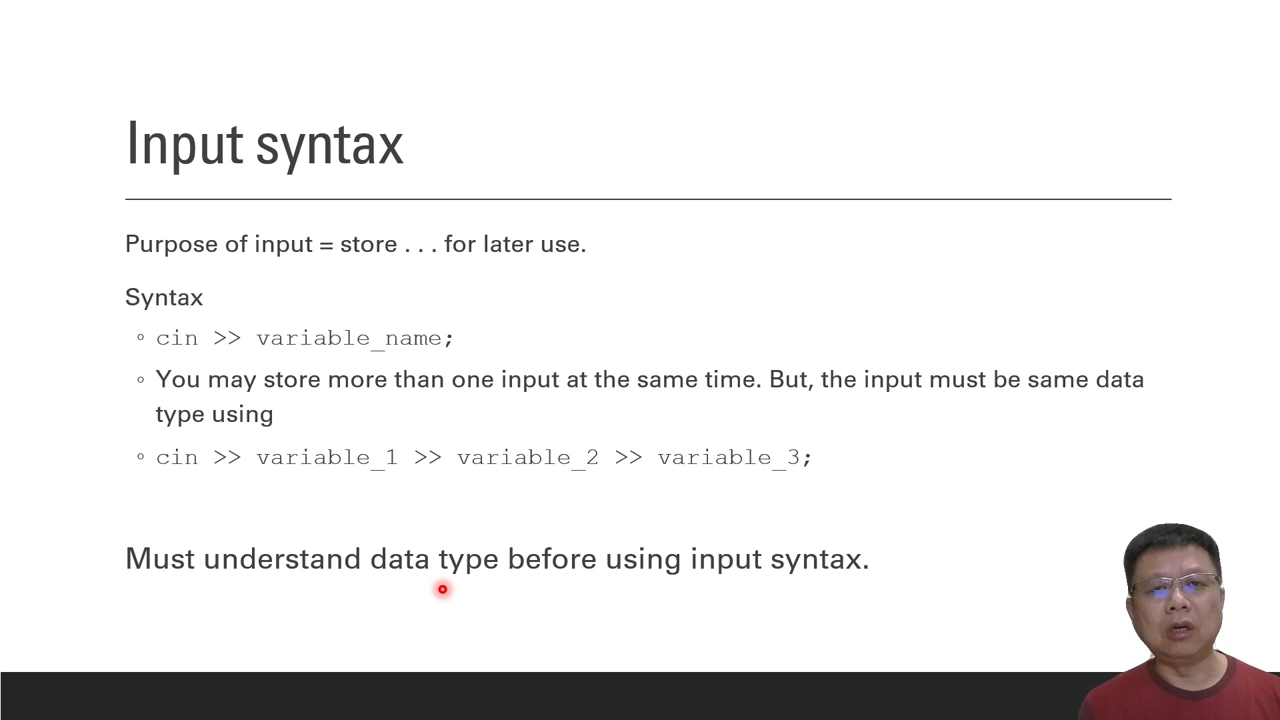 Input syntax
Purpose of input = store . . . for later use.
Syntax
◦ cin >> variable_name;
◦ You may store more than one input at the same time. But, the input must be same data
type using
◦ cin >> variable_1 >> variable_2 >> variable_3;
Must understand data type before using input syntax.